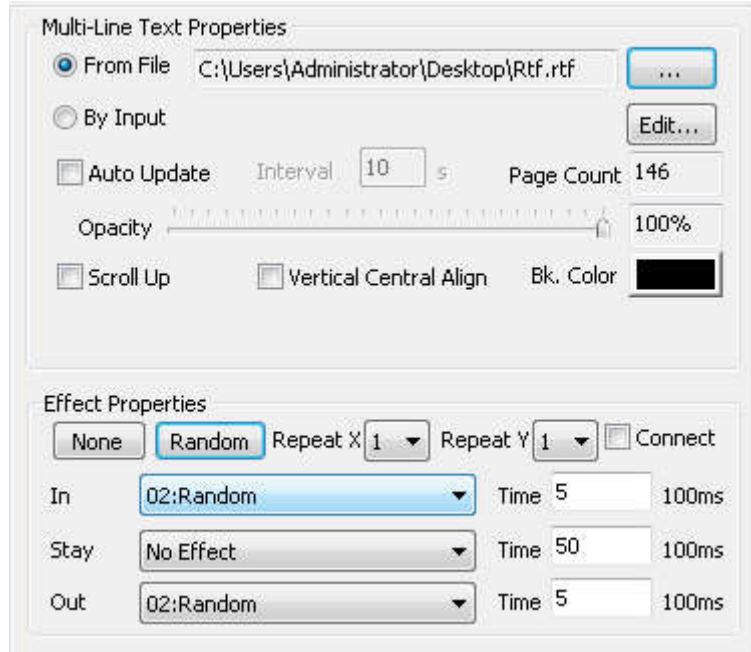 Multi-Line Text Properties
From File C:\Users\Administrator\Desktop\Rtf.rtf ...
By Input Edit...
Auto Update Interval 10 s Page Count 146
Opacity 100%
Scroll Up Vertical Central Align Bk. Color
Effect Properties
None Random Repeat X 1 Repeat Y 1 Connect
In 02:Random Time 5 100ms
Stay No Effect Time 50 100ms
Out 02:Random Time 5 100ms